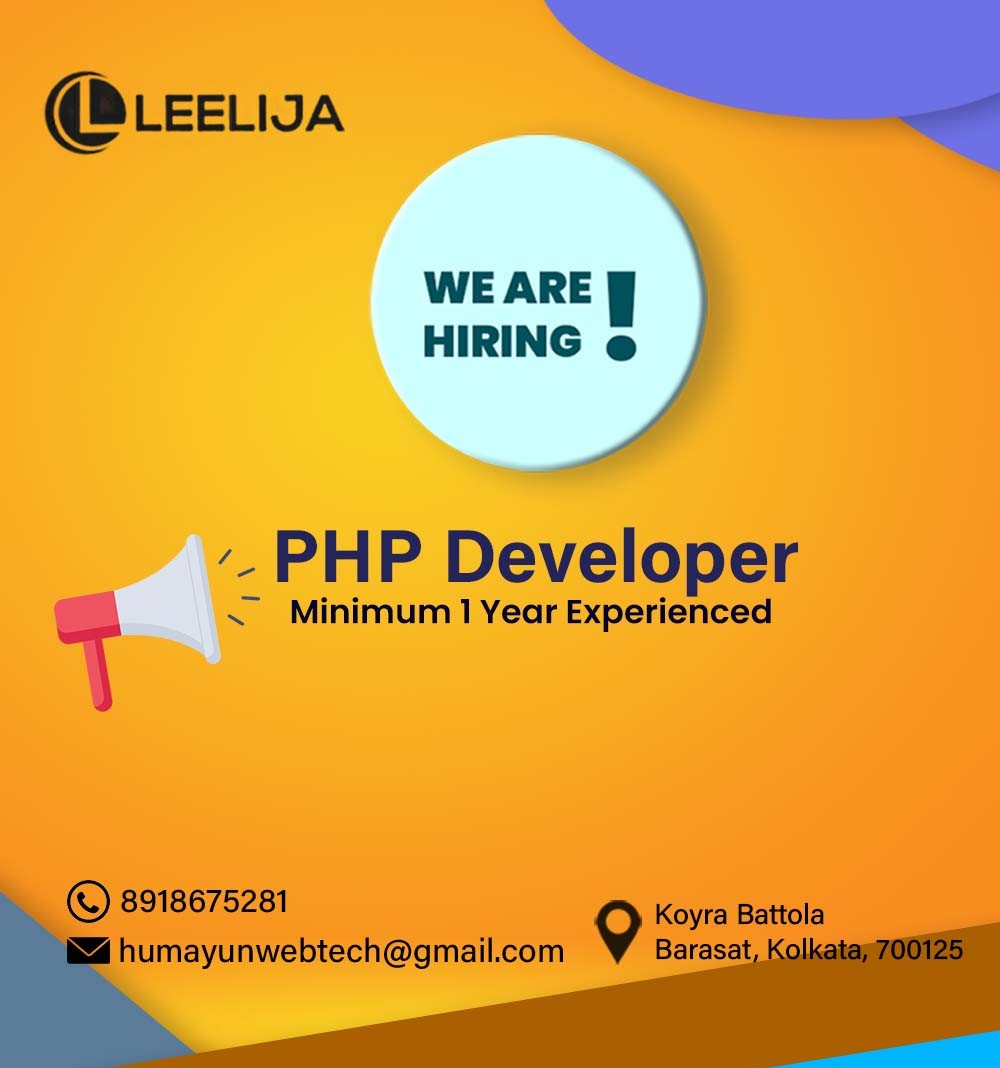 LEELIJA
WE ARE
HIRING!
PHP Developer
Minimum 1 Year Experienced
8918675281
humayunwebtech@gmail.com
Koyra Battola
Barasat, Kolkata, 700125